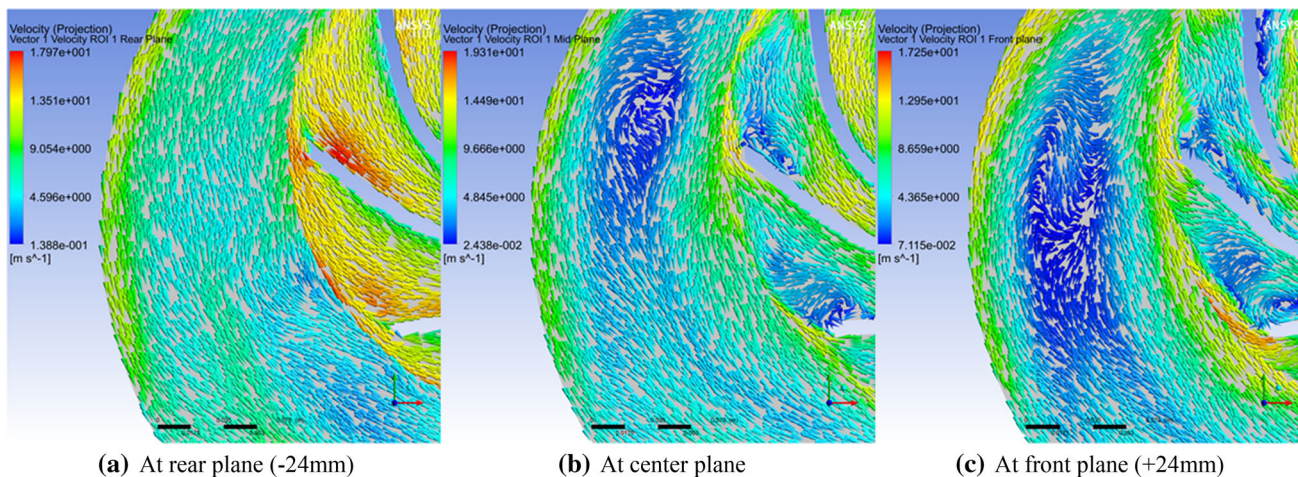 Velocity (Projection)
Vector 1 Velocity ROI 1 Rear Plane
1.797e+001
1.351e+001
9.054e+000
4.596e+000
1.388e-001
[m s^-1]
ANSYS
(a) At rear plane (-24mm)
Velocity (Projection)
Vector 1 Velocity ROI 1 Mid Plane
1.931e+001
1.449e+001
9.666e+000
4.845e+000
2.438e-002
[m s^-1]
ANSYS
(b) At center plane
Velocity (Projection)
Vector 1 Velocity ROI 1 Front plane
1.725e+001
1.295e+001
8.659e+000
4.365e+000
7.115e-002
[m s^-1]
ANSYS
(c) At front plane (+24mm)